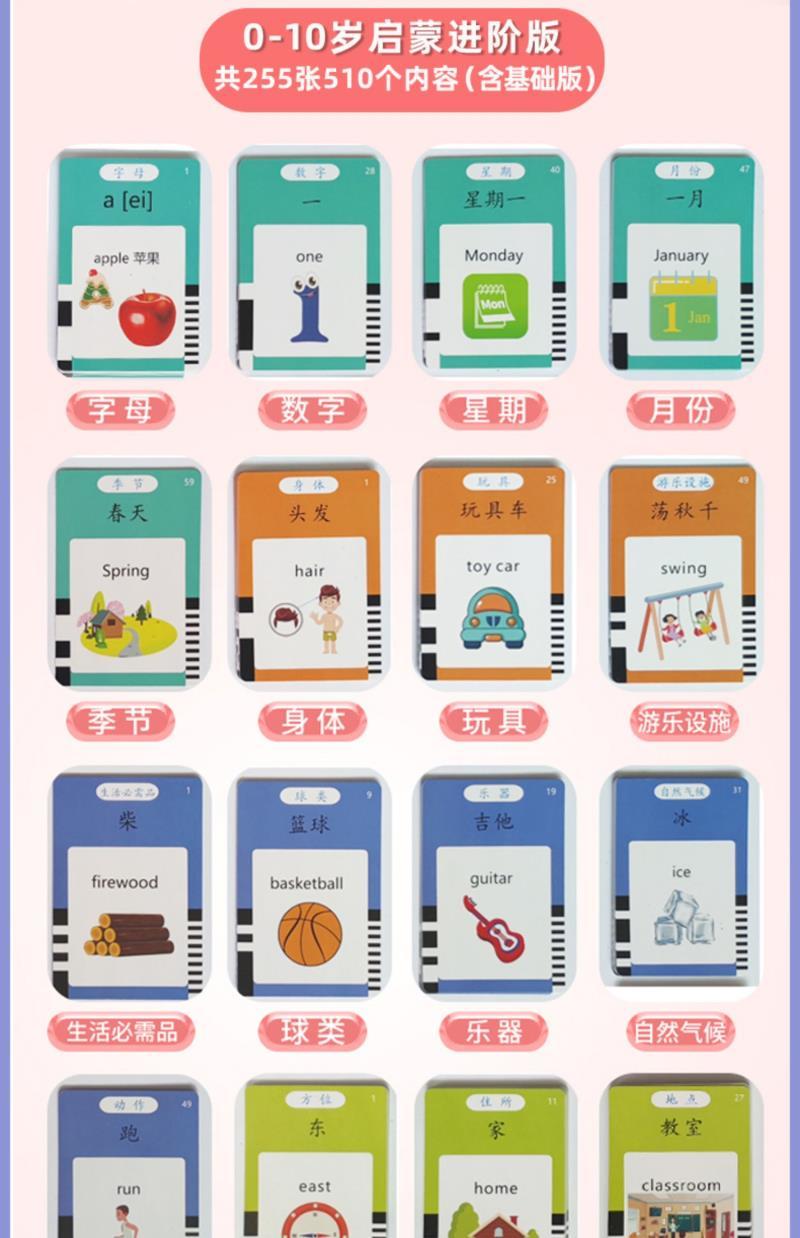 0-10岁启蒙进阶版
共255张510个内容(含基础版)
字母 1
a [ei]
apple 苹果
数字 28
一
one
星期 40
星期一
Monday
Mon
月份 47
一月
January
1 Jan
字母
数字
星期
月份
季节 59
春天
Spring
身体 1
头发
hair
玩具 25
玩具车
toy car
游乐设施 49
荡秋千
swing
季节
身体
玩具
游乐设施
生活必需品 1
柴
firewood
球类 9
篮球
basketball
乐器 19
吉他
guitar
自然气候 31
冰
ice
生活必需品
球类
乐器
自然气候
动作 49
跑
run
方位 1
东
east
住所 11
家
home
地点 27
教室
classroom